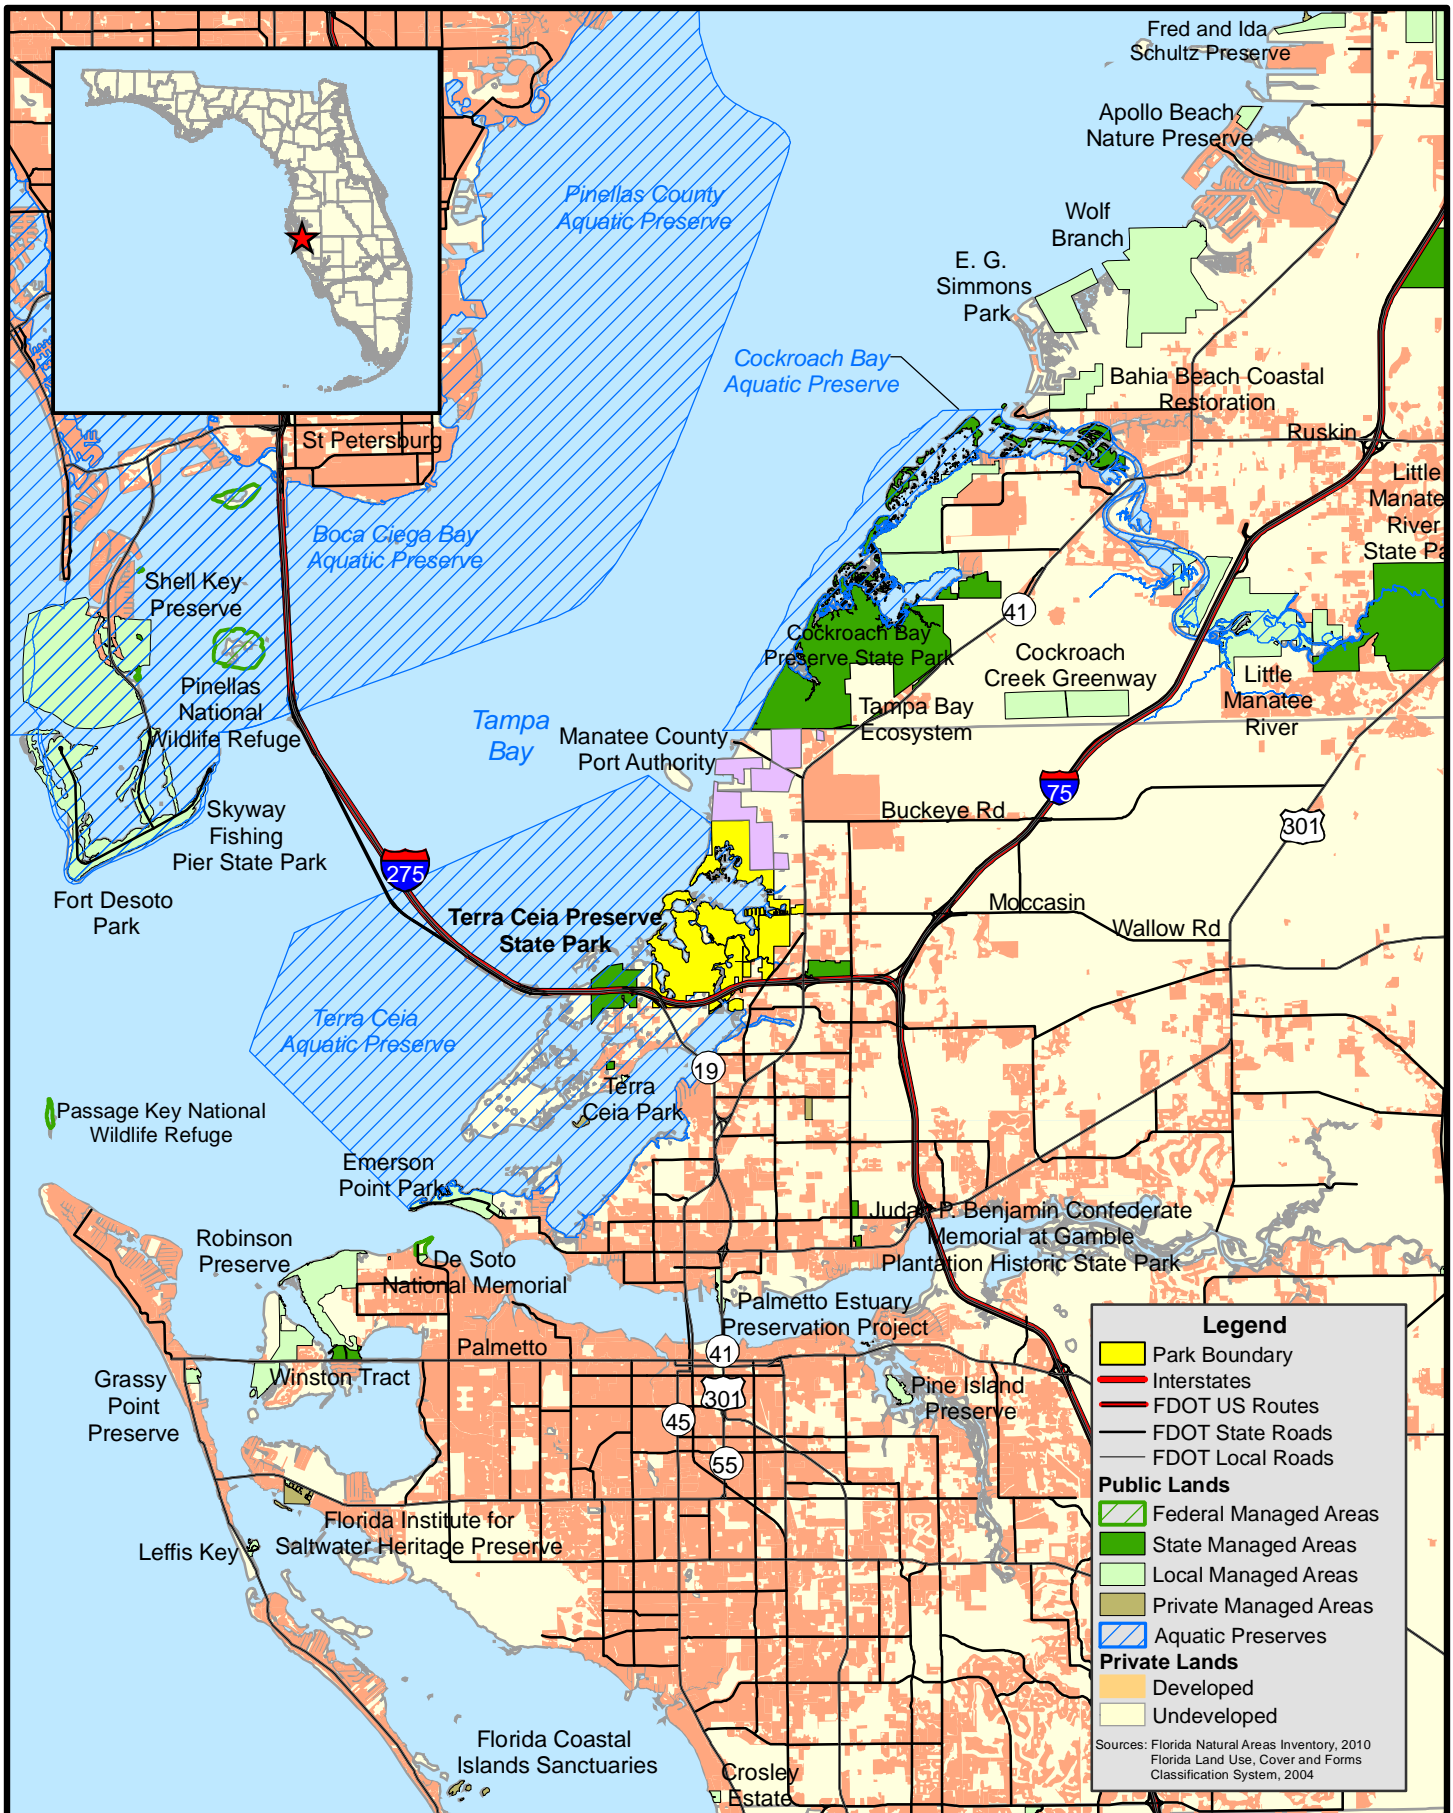 Fred and Ida
Schultz Preserve
Apollo Beach
Nature Preserve
Pinellas County
Aquatic Preserve
Wolf
Branch
E. G.
Simmons
Park
Cockroach Bay
Aquatic Preserve
Bahia Beach Coastal
Restoration
St Petersburg
Ruskin
Little
Manate
River
State Pa
Boca Ciega Bay
Aquatic Preserve
Shell Key
Preserve
41
Cockroach Bay
Preserve State Park
Cockroach
Creek Greenway
Little
Manatee
River
Pinellas
National
Wildlife Refuge
Tampa
Bay
Tampa Bay
Ecosystem
Manatee County
Port Authority
75
Buckeye Rd
301
Skyway
Fishing
Pier State Park
275
Fort Desoto
Park
Moccasin
Wallow Rd
Terra Ceia Preserve
State Park
Terra Ceia
Aquatic Preserve
19
Terra
Ceia Park
Passage Key National
Wildlife Refuge
Emerson
Point Park
Judah P. Benjamin Confederate
Memorial at Gamble
Plantation Historic State Park
Robinson
Preserve
De Soto
National Memorial
Palmetto Estuary
Preservation Project
Palmetto
41
Winston Tract
Grassy
Point
Preserve
301
Pine Island
Preserve
45
55
Florida Institute for
Saltwater Heritage Preserve
Leffis Key
Florida Coastal
Islands Sanctuaries
Crosley
Estate
Legend
Park Boundary
Interstates
FDOT US Routes
FDOT State Roads
FDOT Local Roads
Public Lands
Federal Managed Areas
State Managed Areas
Local Managed Areas
Private Managed Areas
Aquatic Preserves
Private Lands
Developed
Undeveloped
Sources: Florida Natural Areas Inventory, 2010
Florida Land Use, Cover and Forms
Classification System, 2004